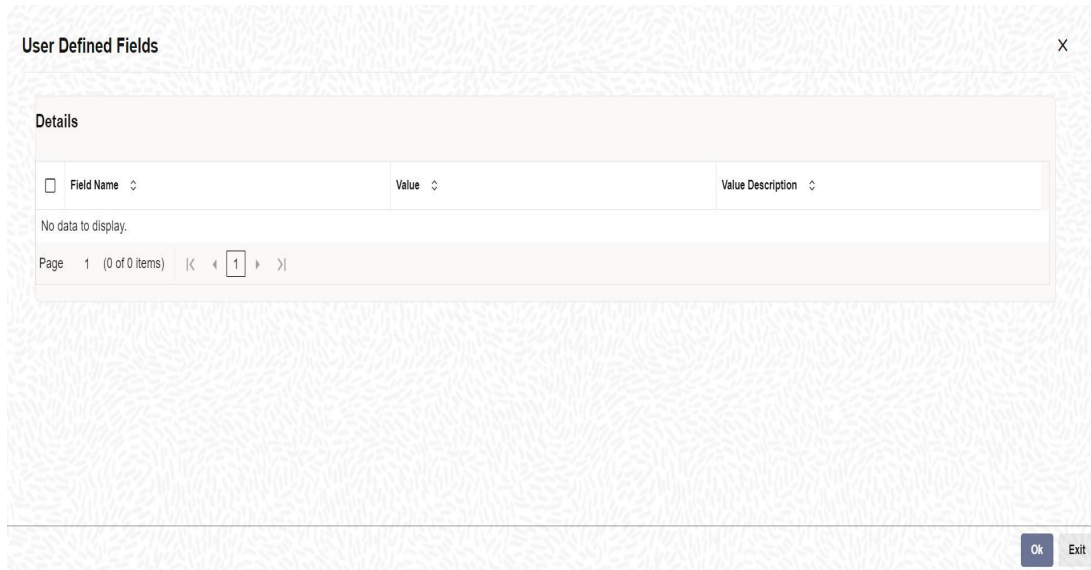 User Defined Fields X
Details
Field Name Value Value Description
No data to display.
Page 1 (0 of 0 items) 1
Ok Exit